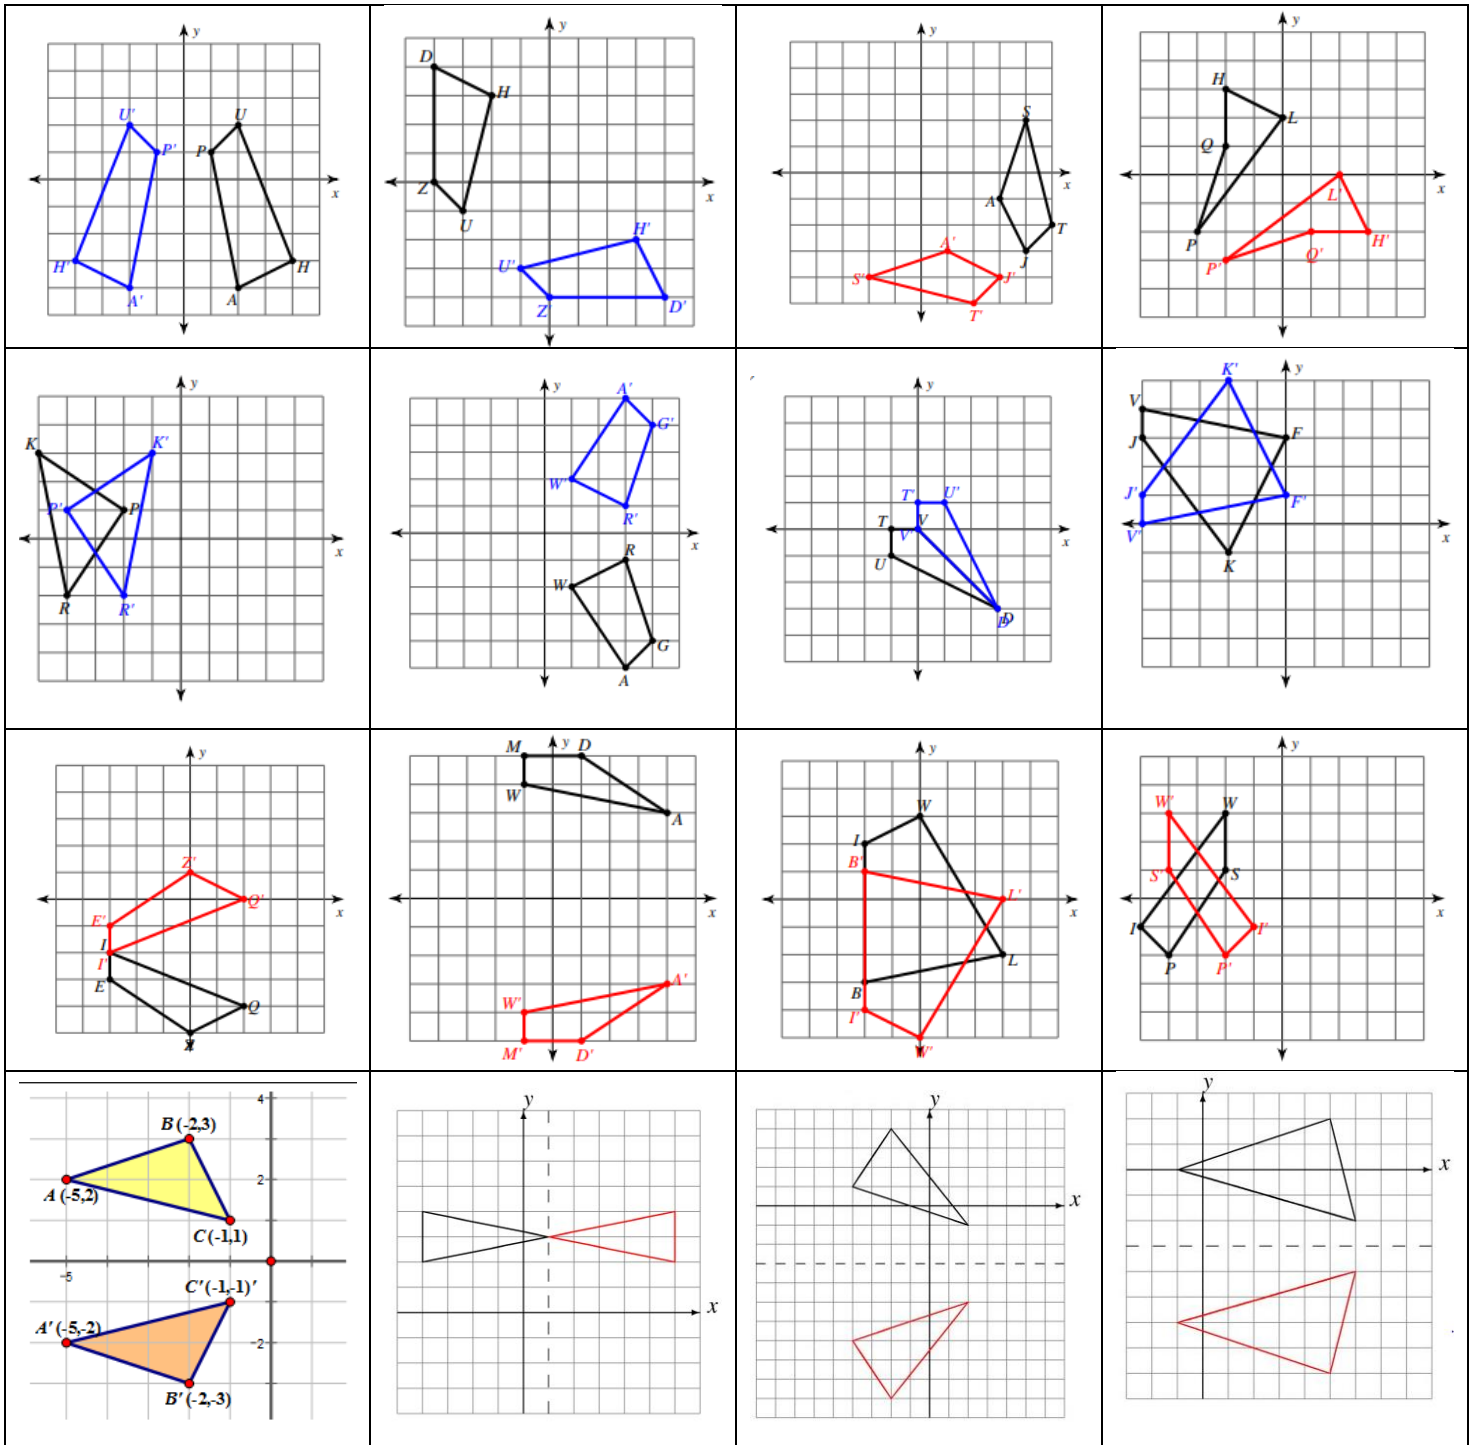 y
U' U
P' P
x
H' H
A' A
y
D
H
Z
x
U
H'
U'
Z' D'
y
S
x
A
T
A' J
S' J'
T'
y
H
L
Q
x
L'
P H'
P' Q'
y
K K'
P' P
x
R R'
y
A'
G'
W'
R'
x
R
W
G
A
y
T' U'
T V
V'
x
U
D
D'
y
K'
V
F
J
J' F'
V' x
K
y
Z'
Q'
x
E'
I
I'
E
Q
Z
y
M D
W
A
x
A'
W'
M' D'
y
W
I
B'
L'
x
L
B
I'
W'
y
W' W
S' S
I I'
x
P P'
4
B (-2,3)
2
A (-5,2)
C (-1,1)
-5
C' (-1,-1)'
A' (-5,-2)
-2
B' (-2,-3)
y
x
y
x
y
x